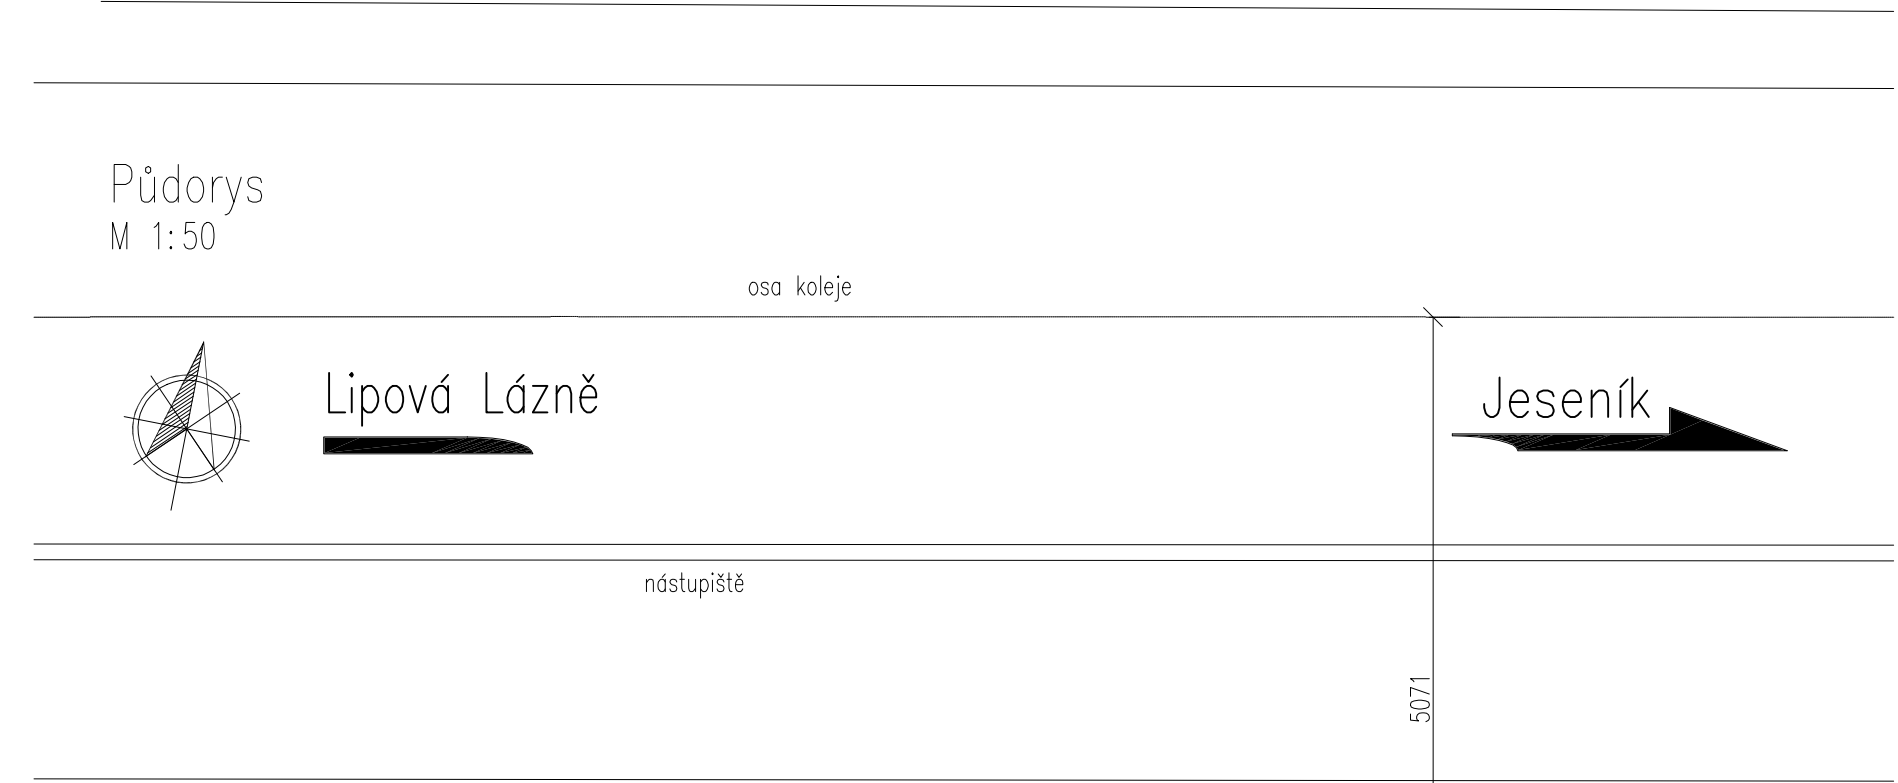 Půdorys
M 1:50
osa koleje
Lipová Lázně
Jeseník
nástupiště
5071